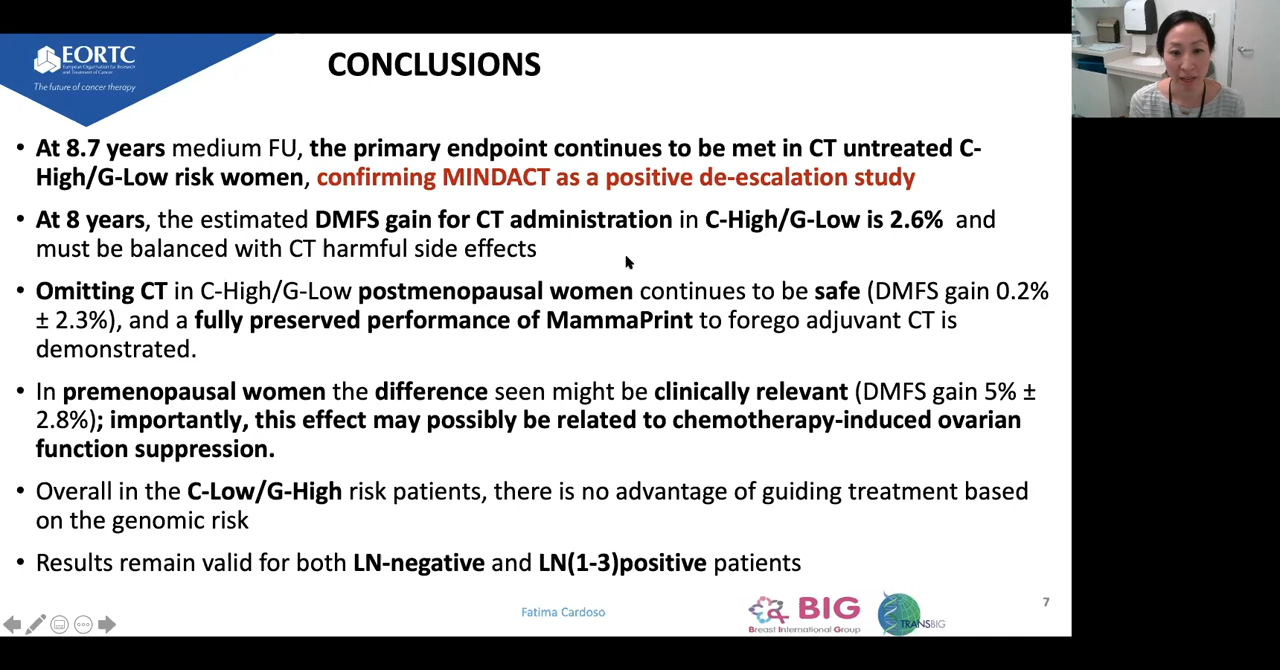 EORTC
European Organisation for Research
and Treatment of Cancer
The future of cancer therapy
CONCLUSIONS
• At 8.7 years medium FU, the primary endpoint continues to be met in CT untreated C-
High/G-Low risk women, confirming MINDACT as a positive de-escalation study
• At 8 years, the estimated DMFS gain for CT administration in C-High/G-Low is 2.6% and
must be balanced with CT harmful side effects
• Omitting CT in C-High/G-Low postmenopausal women continues to be safe (DMFS gain 0.2%
± 2.3%), and a fully preserved performance of MammaPrint to forego adjuvant CT is
demonstrated.
• In premenopausal women the difference seen might be clinically relevant (DMFS gain 5% ±
2.8%); importantly, this effect may possibly be related to chemotherapy-induced ovarian
function suppression.
• Overall in the C-Low/G-High risk patients, there is no advantage of guiding treatment based
on the genomic risk
• Results remain valid for both LN-negative and LN(1-3)positive patients
Fatima Cardoso
BIG
Breast International Group
TRANSBIG
7